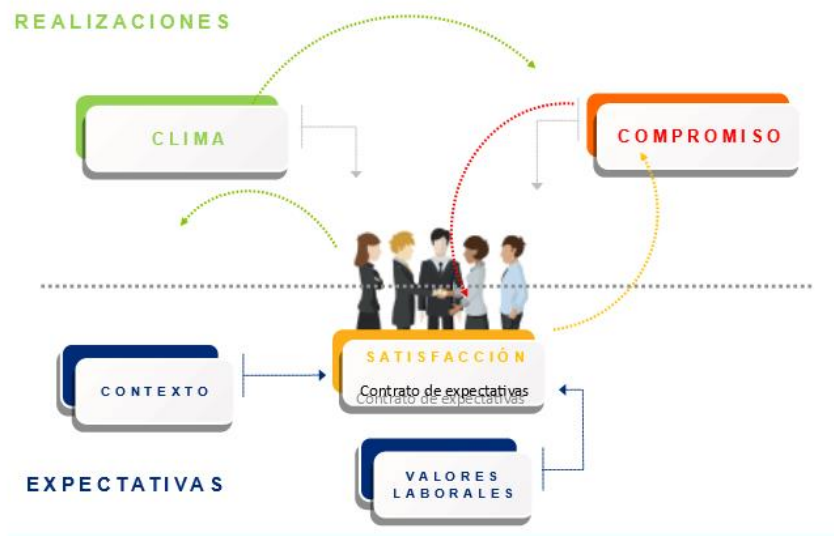 REALIZACIONES
CLIMA
COMPROMISO
SATISFACCIÓN
Contrato de expectativas
Contrato de expectativas
CONTEXTO
VALORES
LABORALES
EXPECTATIVAS